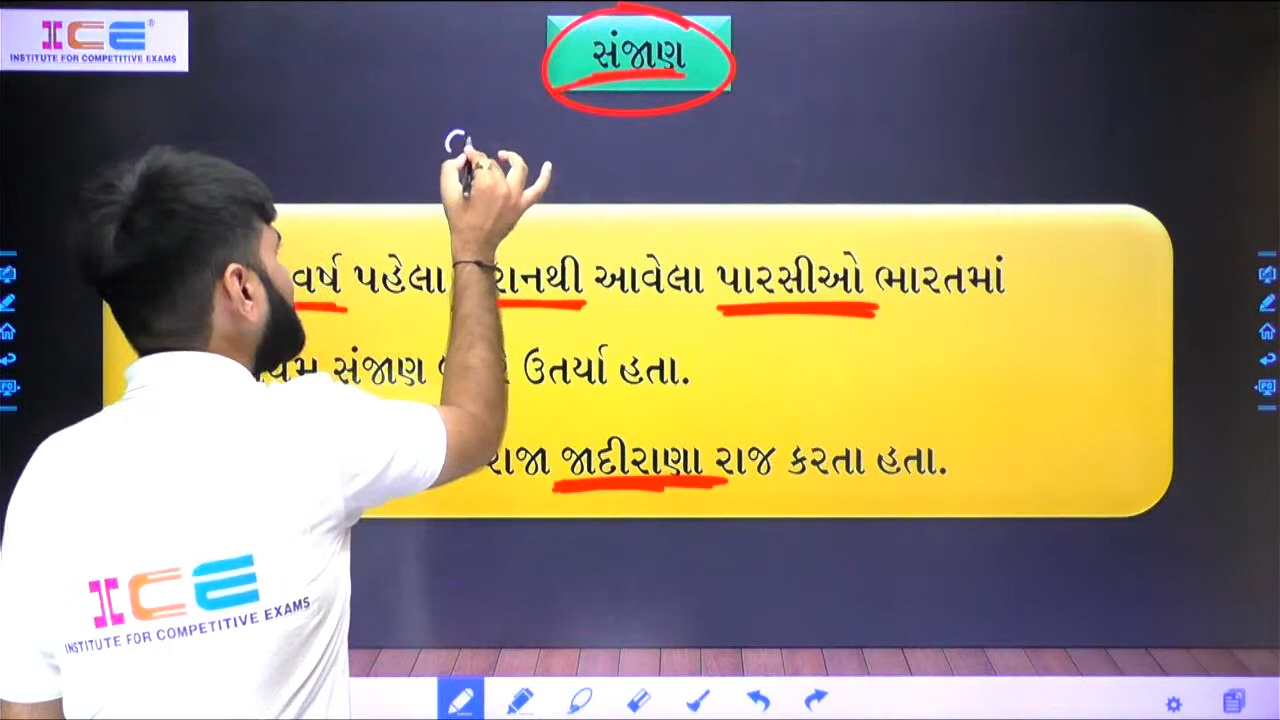 ICE®
INSTITUTE FOR COMPETITIVE EXAMS
સંજાણ
વર્ષ પહેલા આવેલા પારસીઓ ભારતમાં
સંજાણ ઉતર્યા હતા.
રાજા જાદીરાણા રાજ કરતા હતા.
ICE
INSTITUTE FOR COMPETITIVE EXAMS